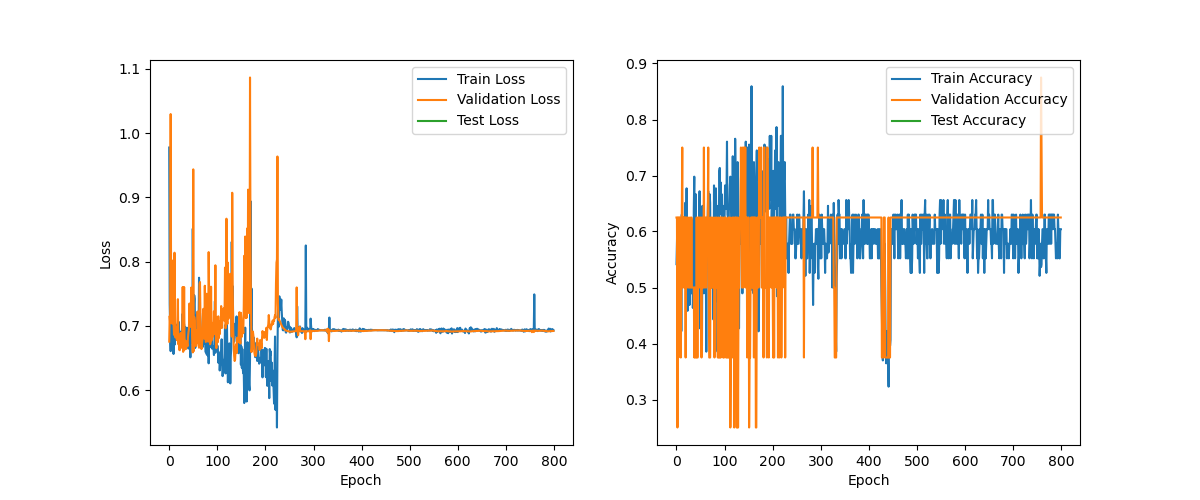 1.1
1.0
0.9
0.8
0.7
0.6
Loss
0 100 200 300 400 500 600 700 800
Epoch
Train Loss
Validation Loss
Test Loss
0.9
0.8
0.7
0.6
0.5
0.4
0.3
Accuracy
0 100 200 300 400 500 600 700 800
Epoch
Train Accuracy
Validation Accuracy
Test Accuracy